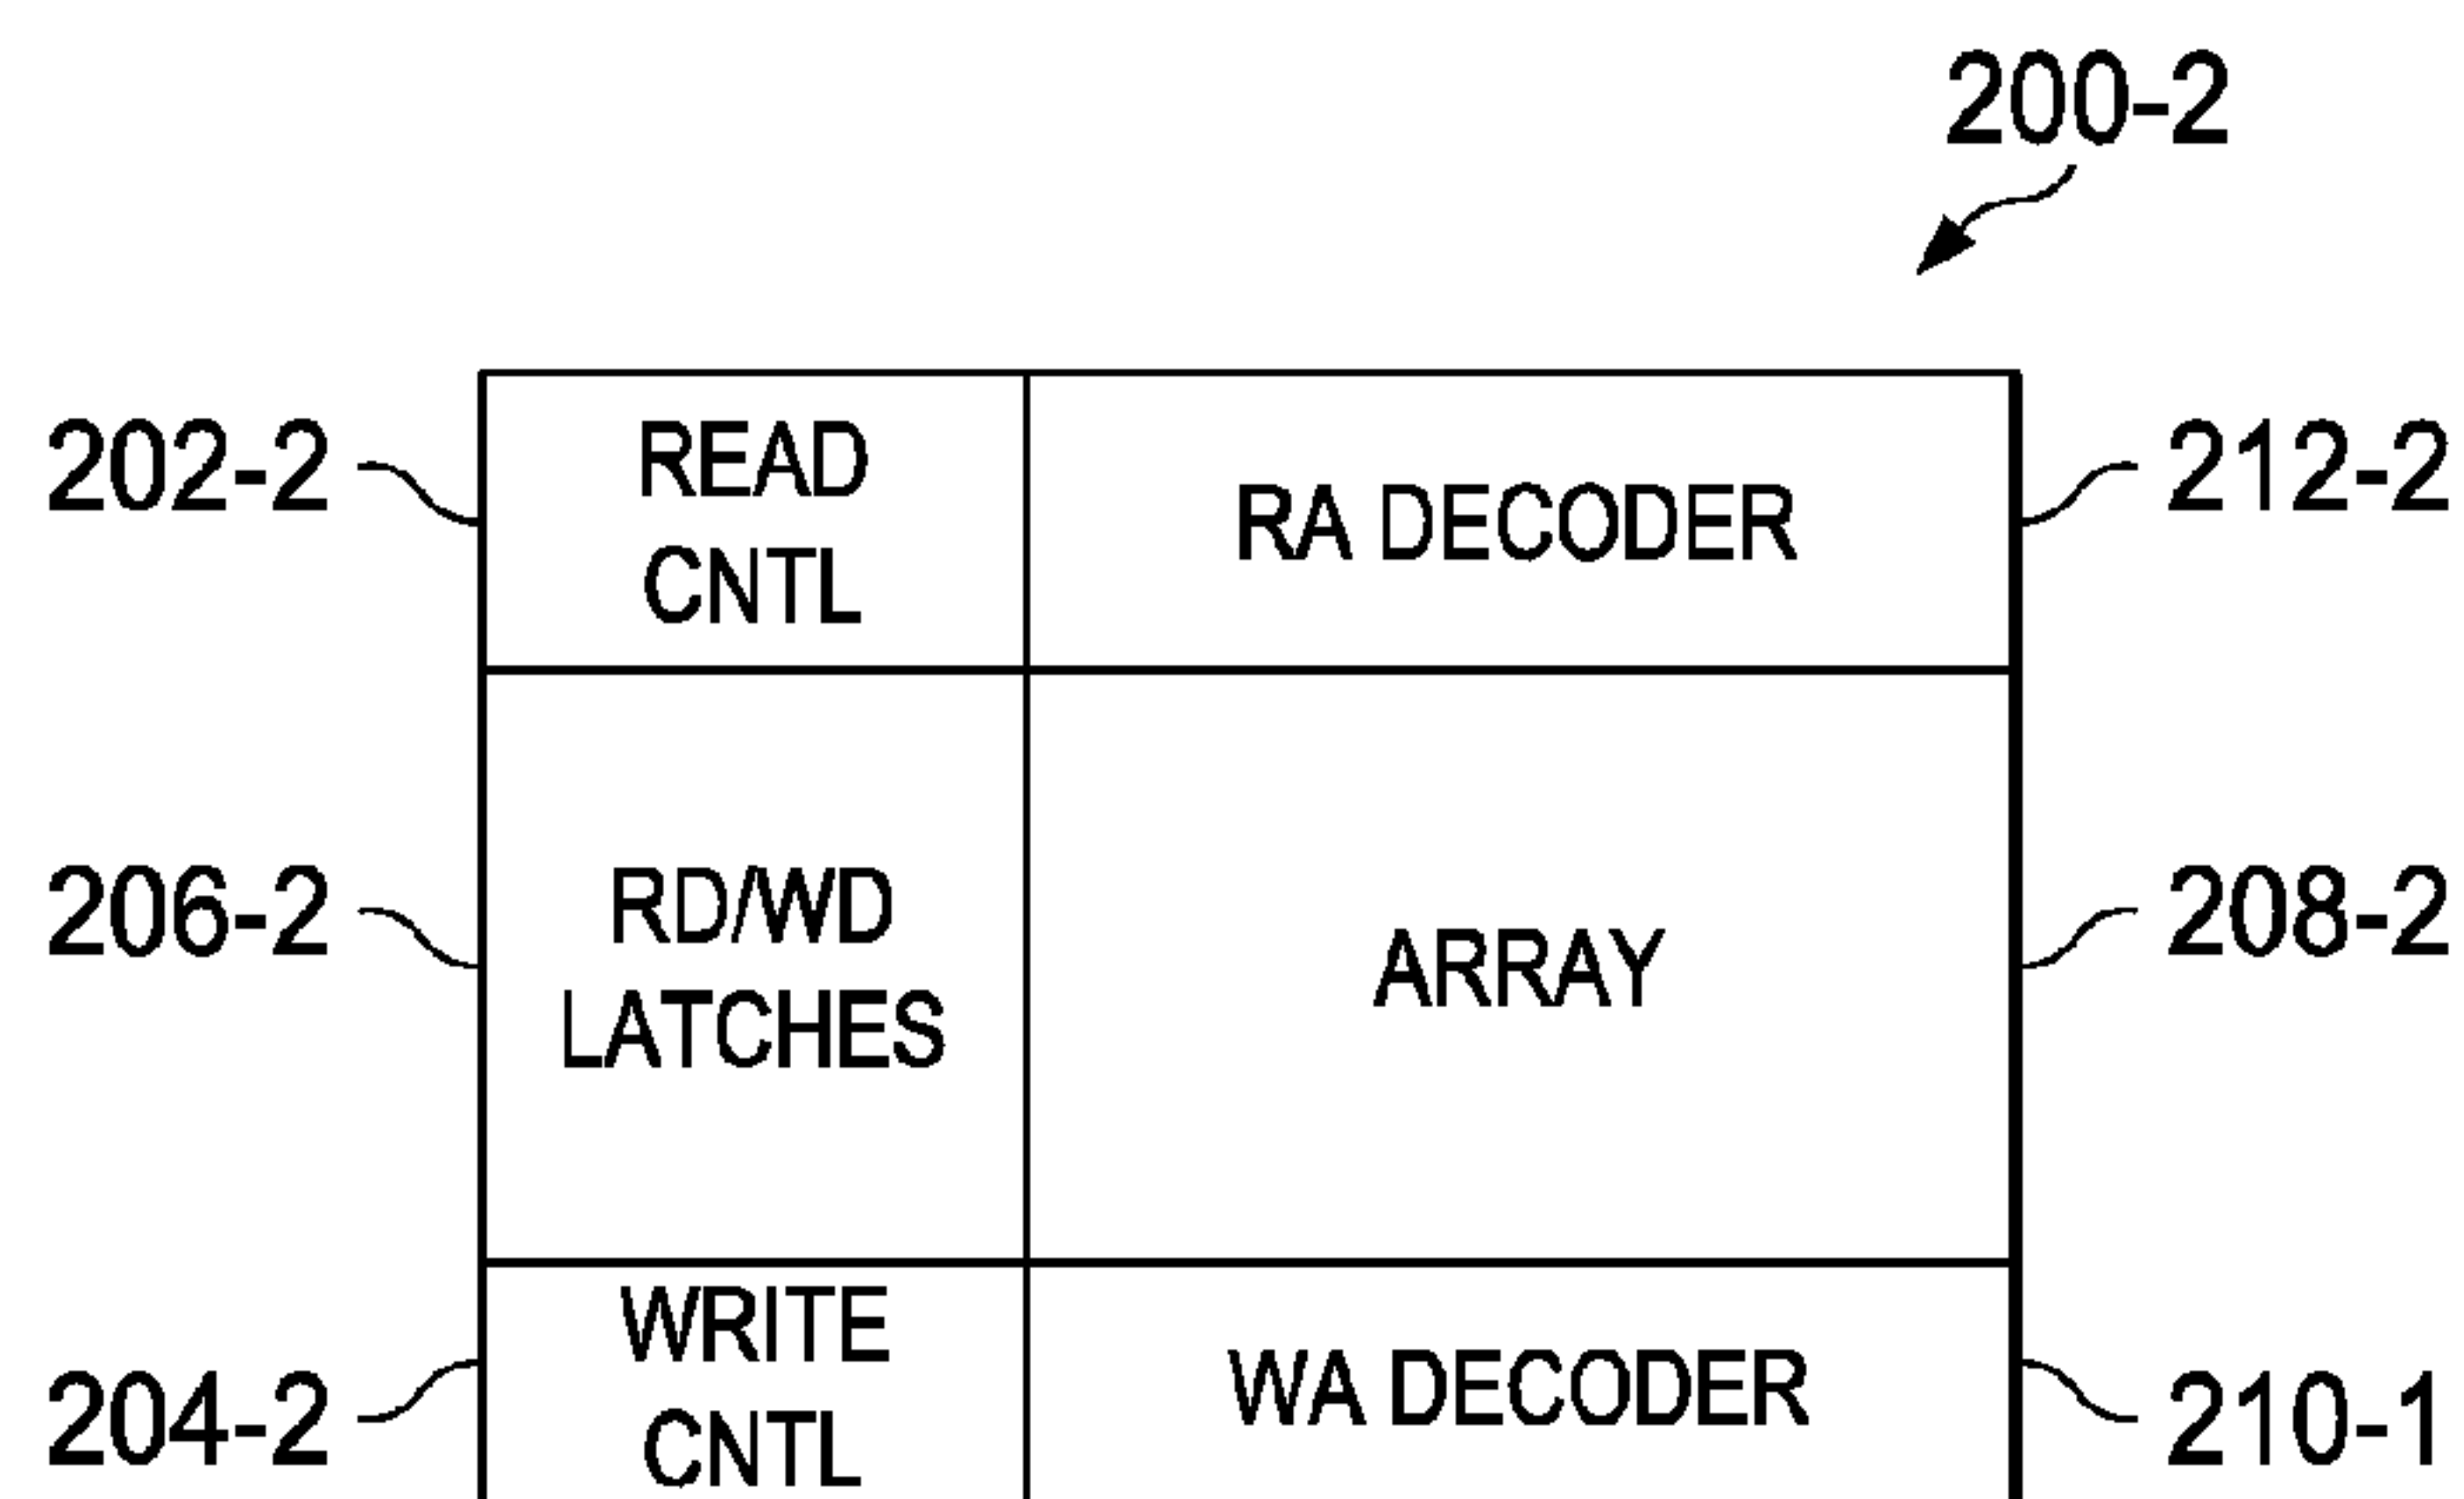 200-2
202-2
READ
CNTL
RA DECODER
212-2
206-2
RD/WD
LATCHES
ARRAY
208-2
204-2
WRITE
CNTL
WA DECODER
210-1